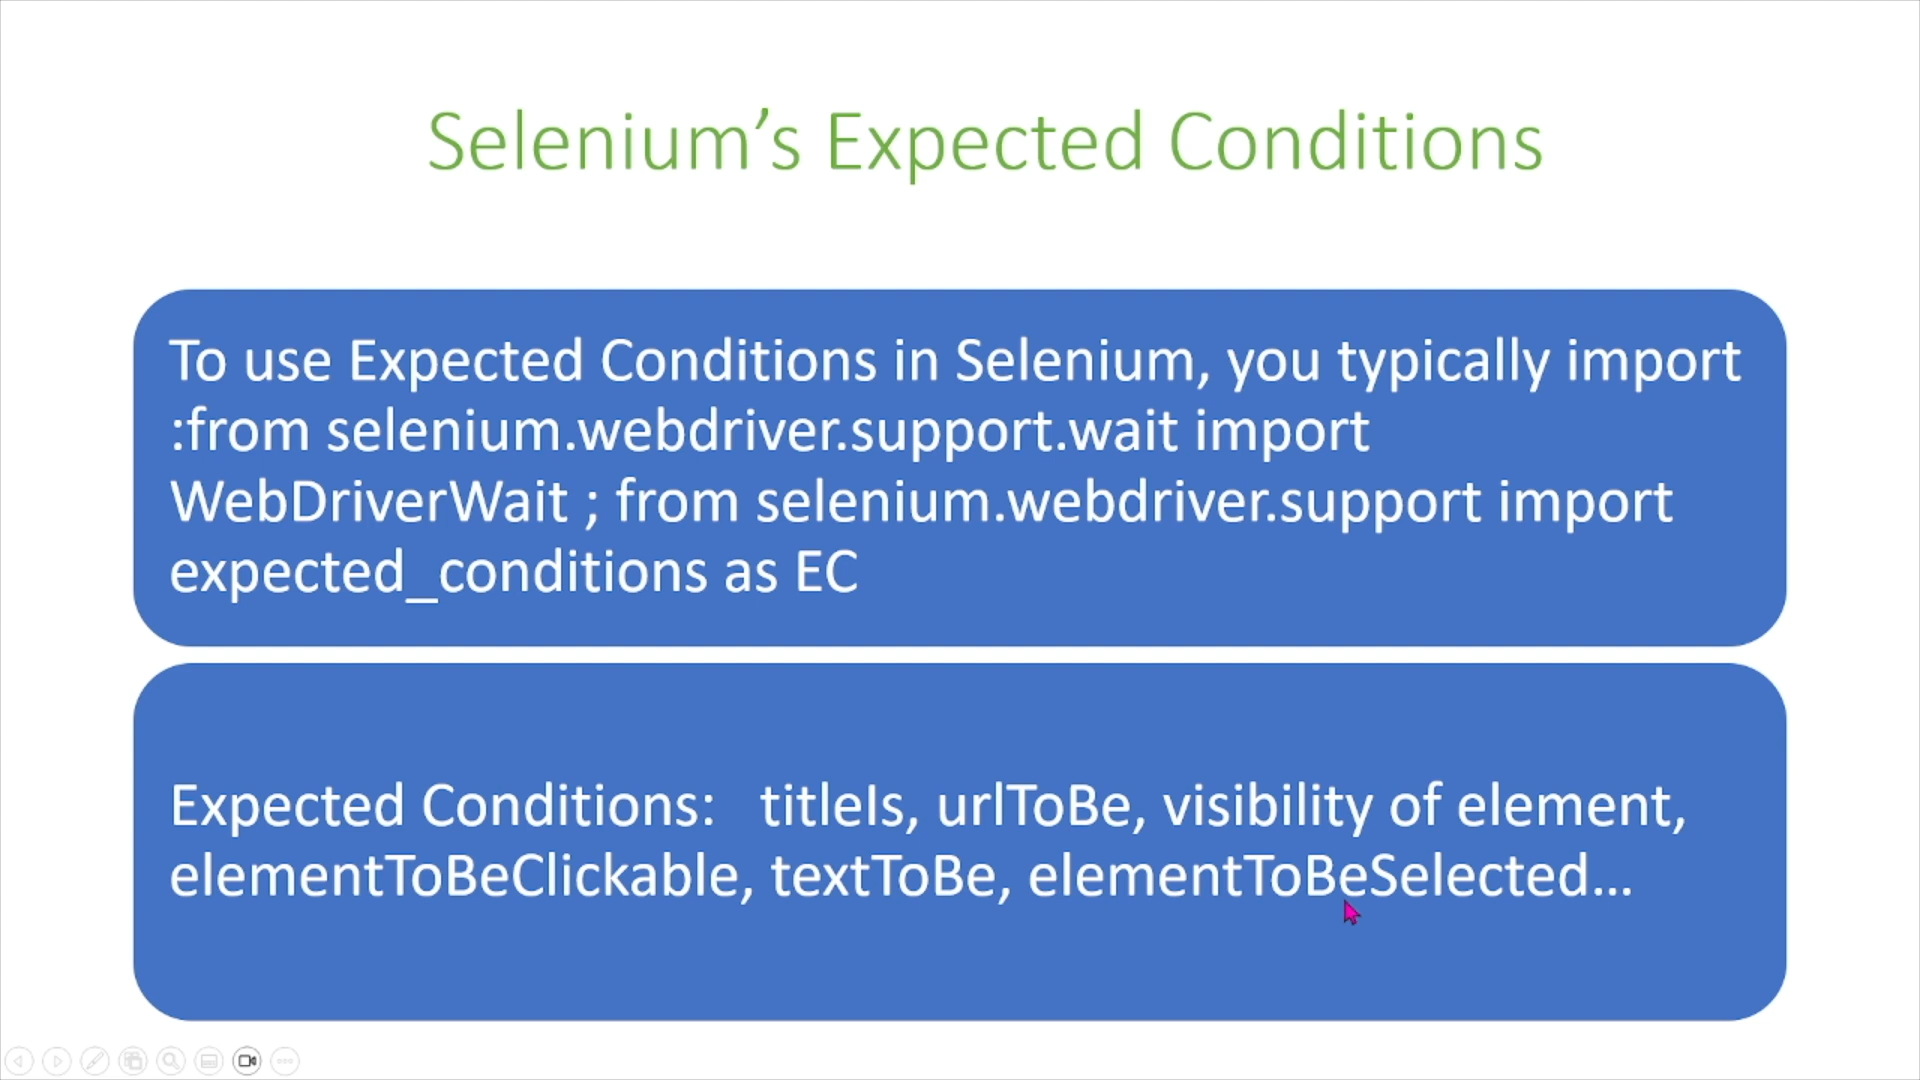 Selenium’s Expected Conditions
To use Expected Conditions in Selenium, you typically import
:from selenium.webdriver.support.wait import
WebDriverWait ; from selenium.webdriver.support import
expected_conditions as EC
Expected Conditions:   titleIs, urlToBe, visibility of element,
elementToBeClickable, textToBe, elementToBeSelected...